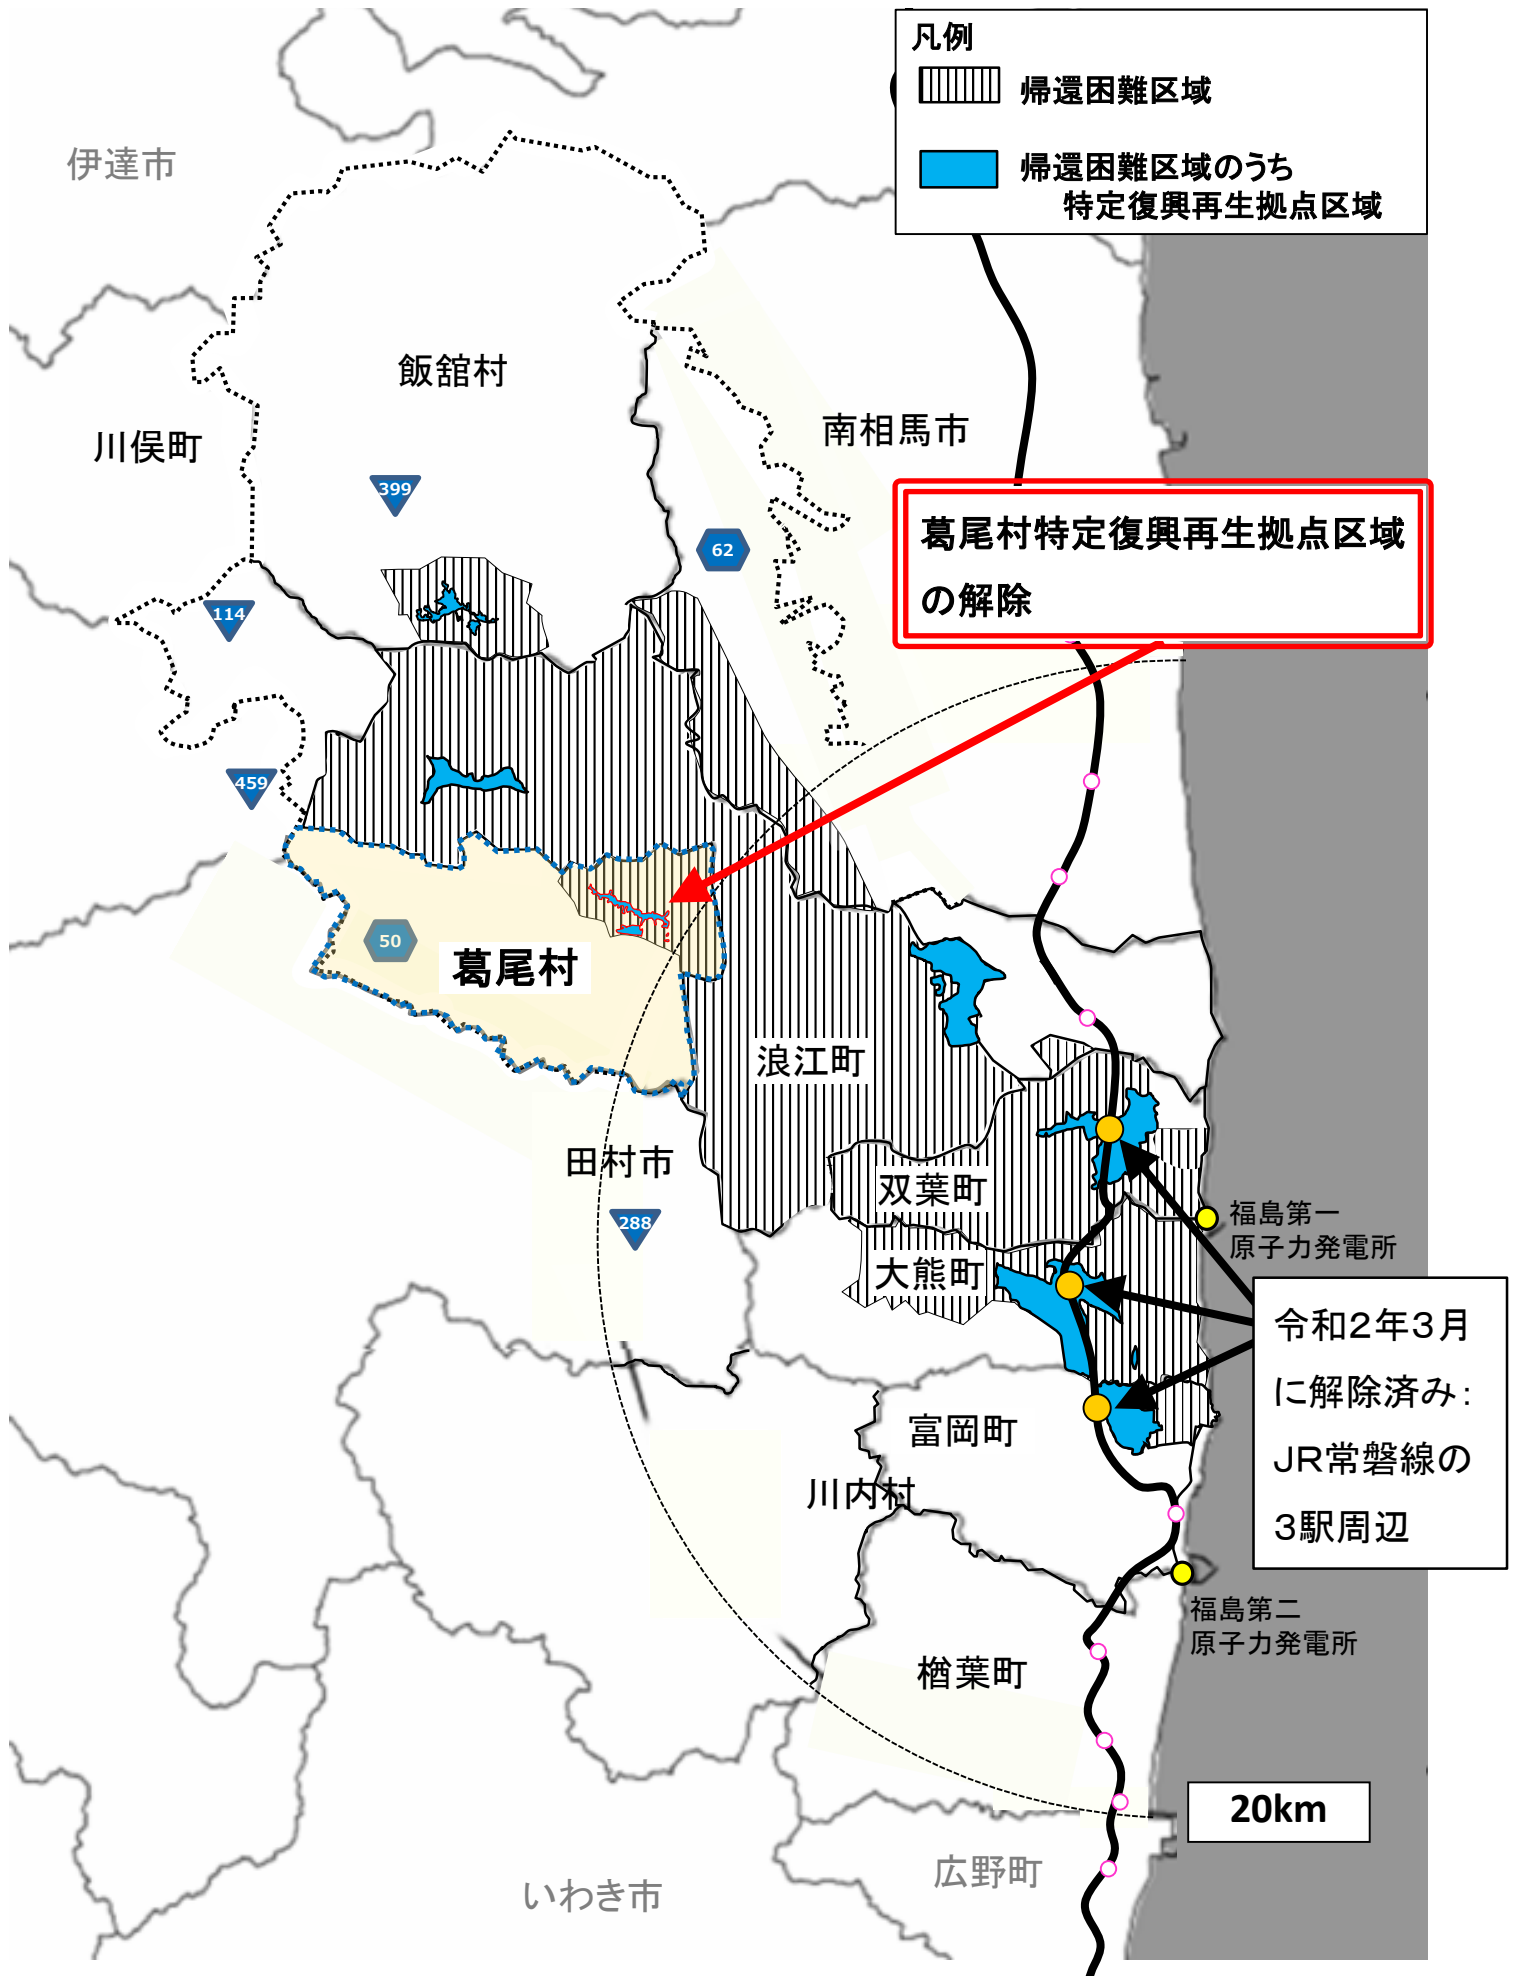 凡例
帰還困難区域
帰還困難区域のうち
特定復興再生拠点区域
伊達市
飯舘村
南相馬市
川俣町
399
62
葛尾村特定復興再生拠点区域
の解除
114
459
50
葛尾村
浪江町
田村市
双葉町
288
福島第一
原子力発電所
大熊町
令和2年3月
に解除済み：
JR常磐線の
3駅周辺
富岡町
川内村
福島第二
原子力発電所
楢葉町
20km
広野町
いわき市